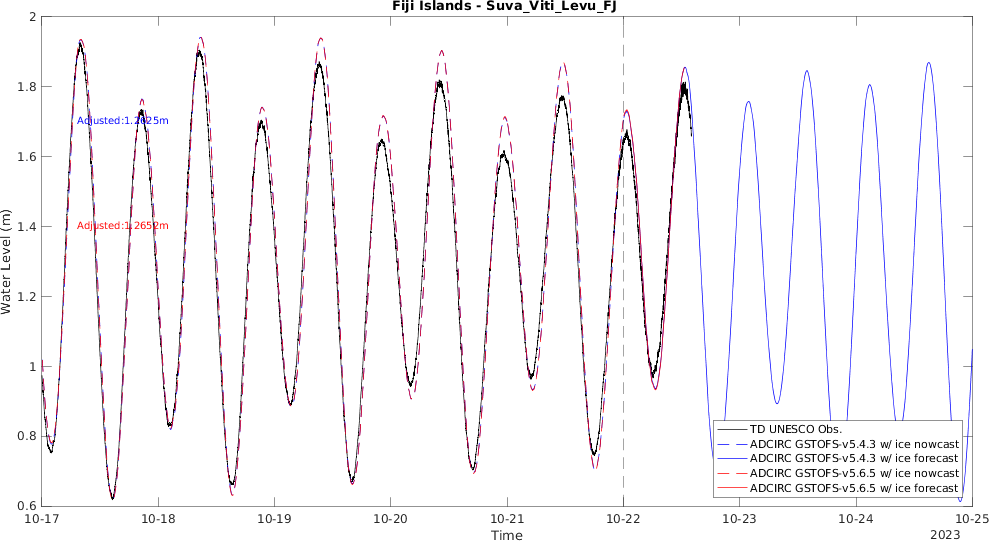 Fiji Islands - Suva_Viti_Levu_FJ
2
1.8
1.6
1.4
1.2
1
0.8
0.6
Water Level (m)
Adjusted:1.2625m
Adjusted:1.2652m
TD UNESCO Obs.
ADCIRC GSTOFS-v5.4.3 w/ ice nowcast
ADCIRC GSTOFS-v5.4.3 w/ ice forecast
ADCIRC GSTOFS-v5.6.5 w/ ice nowcast
ADCIRC GSTOFS-v5.6.5 w/ ice forecast
10-17 10-18 10-19 10-20 10-21 10-22 10-23 10-24 10-25
Time
2023